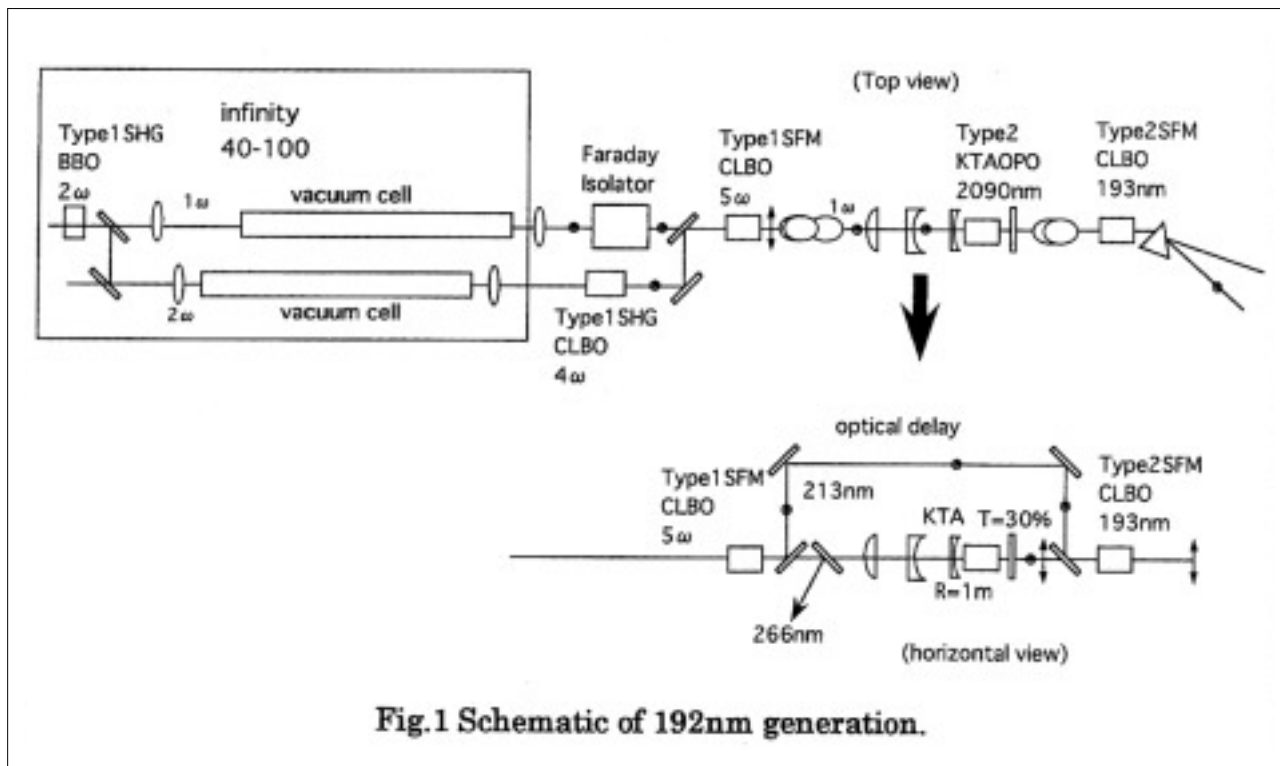 (Top view)
infinity
40-100
Type1SHG
BBO
2ω
1ω
vacuum cell
Faraday
Isolator
Type1SFM
CLBO
5ω
1ω
Type2
KTAOPO
2090nm
Type2SFM
CLBO
193nm
2ω
vacuum cell
Type1SHG
CLBO
4ω
optical delay
Type1SFM
CLBO
5ω
213nm
KTA
T=30%
Type2SFM
CLBO
193nm
R=1m
266nm
(horizontal view)
Fig.1 Schematic of 192nm generation.